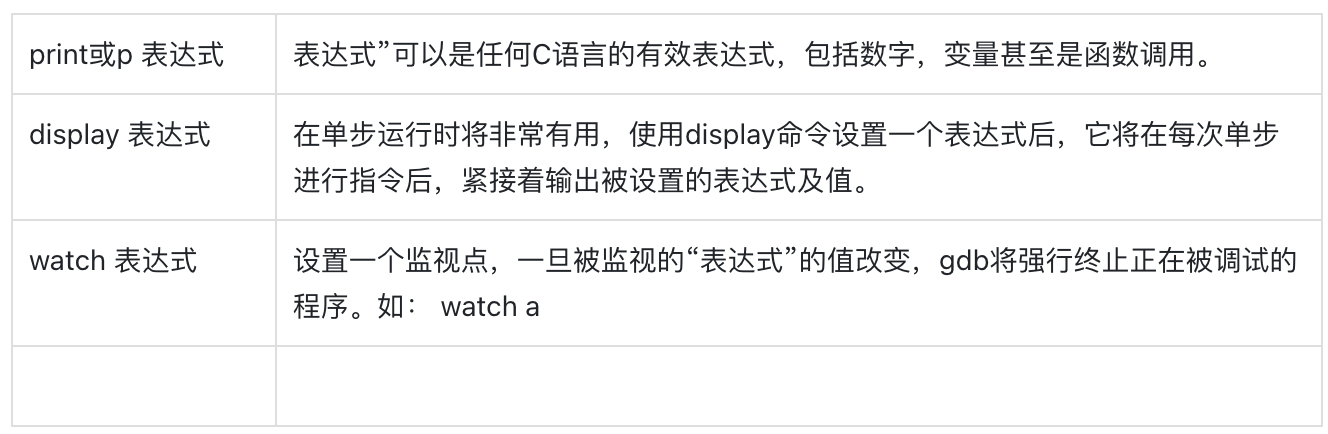 print或p 表达式
表达式”可以是任何C语言的有效表达式，包括数字，变量甚至是函数调用。
display 表达式
在单步运行时将非常有用，使用display命令设置一个表达式后，它将在每次单步
进行指令后，紧接着输出被设置的表达式及值。
watch 表达式
设置一个监视点，一旦被监视的“表达式”的值改变，gdb将强行终止正在被调试的
程序。如： watch a